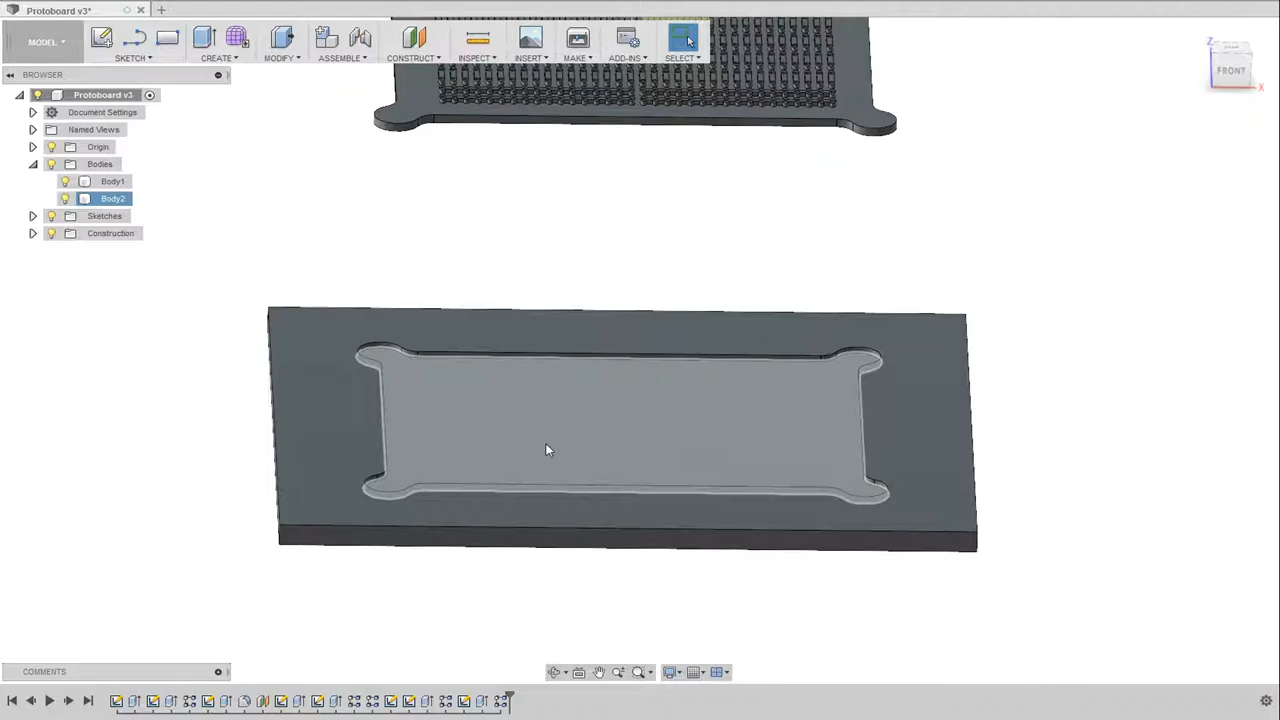 Protoboard v3*
MODEL
SKETCH
CREATE
MODIFY
ASSEMBLE
CONSTRUCT
INSPECT
INSERT
MAKE
ADD-INS
SELECT
Z
TOP
FRONT
X
BROWSER
Protoboard v3
Document Settings
Named Views
Origin
Bodies
Body1
Body2
Sketches
Construction
COMMENTS